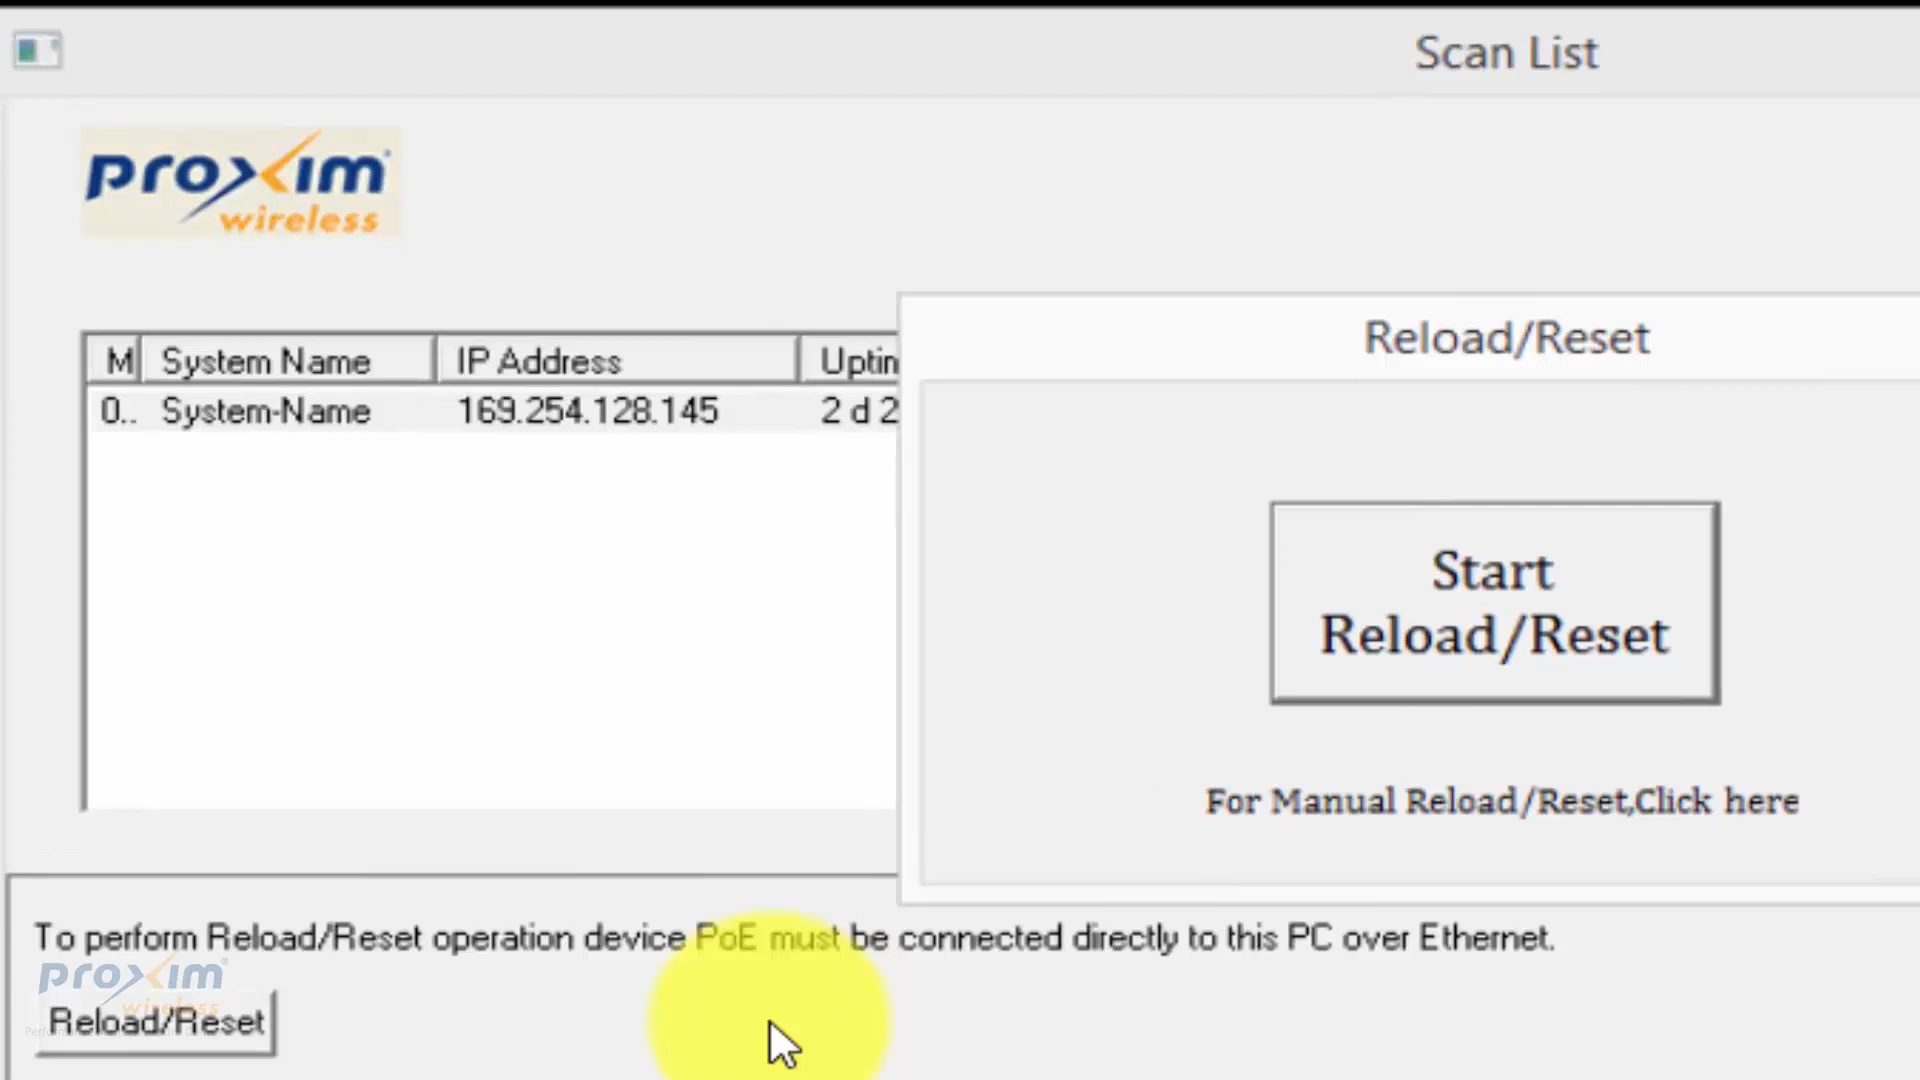 Scan List
proxim
wireless
Reload/Reset
M System Name IP Address
0.. System-Name 169.254.128.145 2 d 2
Start
Reload/Reset
For Manual Reload/Reset,Click here
To perform Reload/Reset operation device PoE must be connected directly to this PC over Ethernet.
proxim
wireless
Reload/Reset